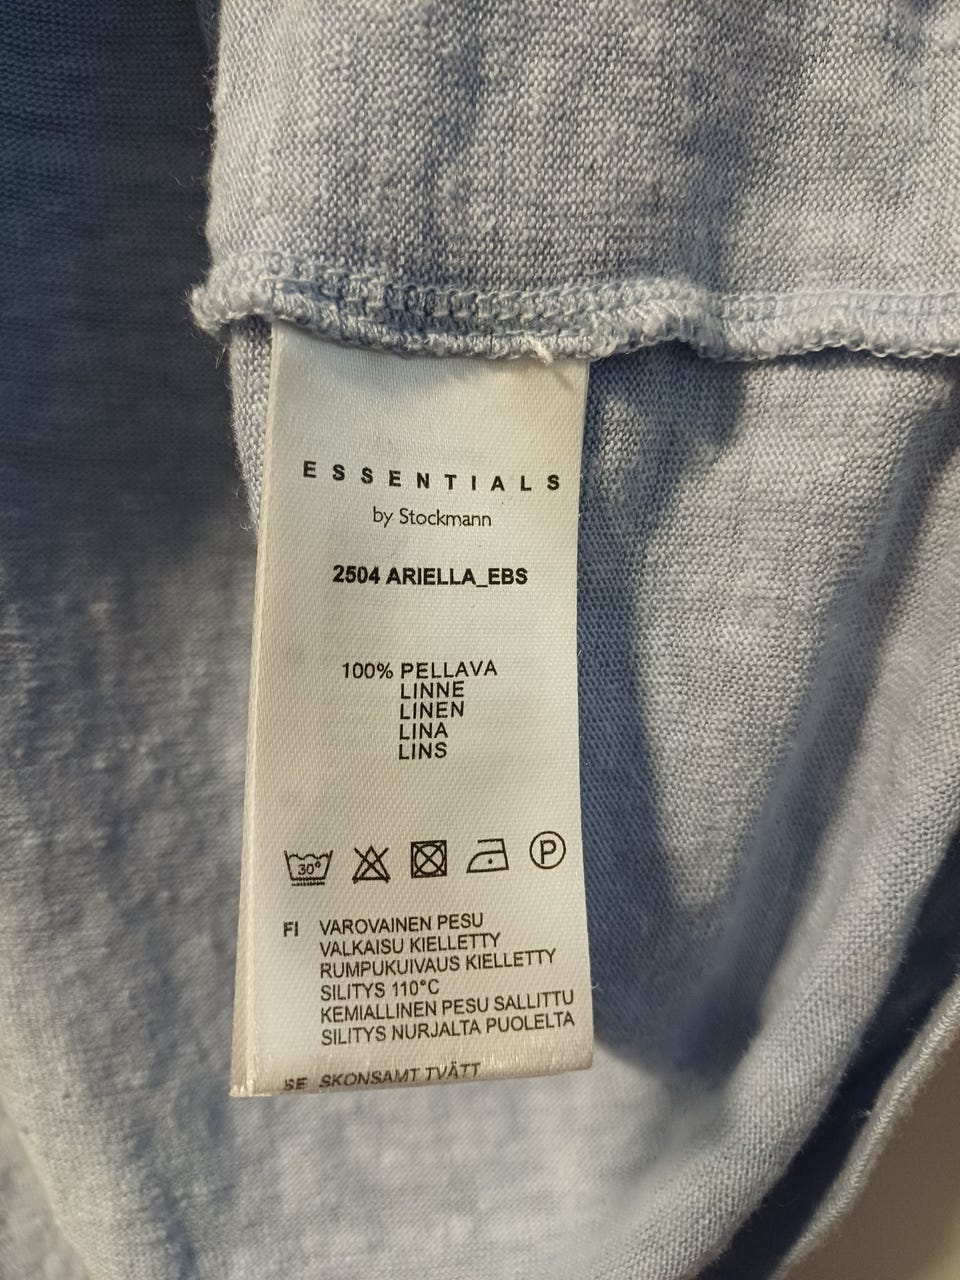 ESSENTIALS
by Stockmann
2504 ARIELLA_EBS
100% PELLAVA
LINNE
LINEN
LINA
LINS
30° P
FI VAROVAINEN PESU
VALKAISU KIELLETTY
RUMPUKUIVAUS KIELLETTY
SILITYS 110°C
KEMIALLINEN PESU SALLITTU
SILITYS NURJALTA PUOLELTA
SE SKONSAMT TVÄTT